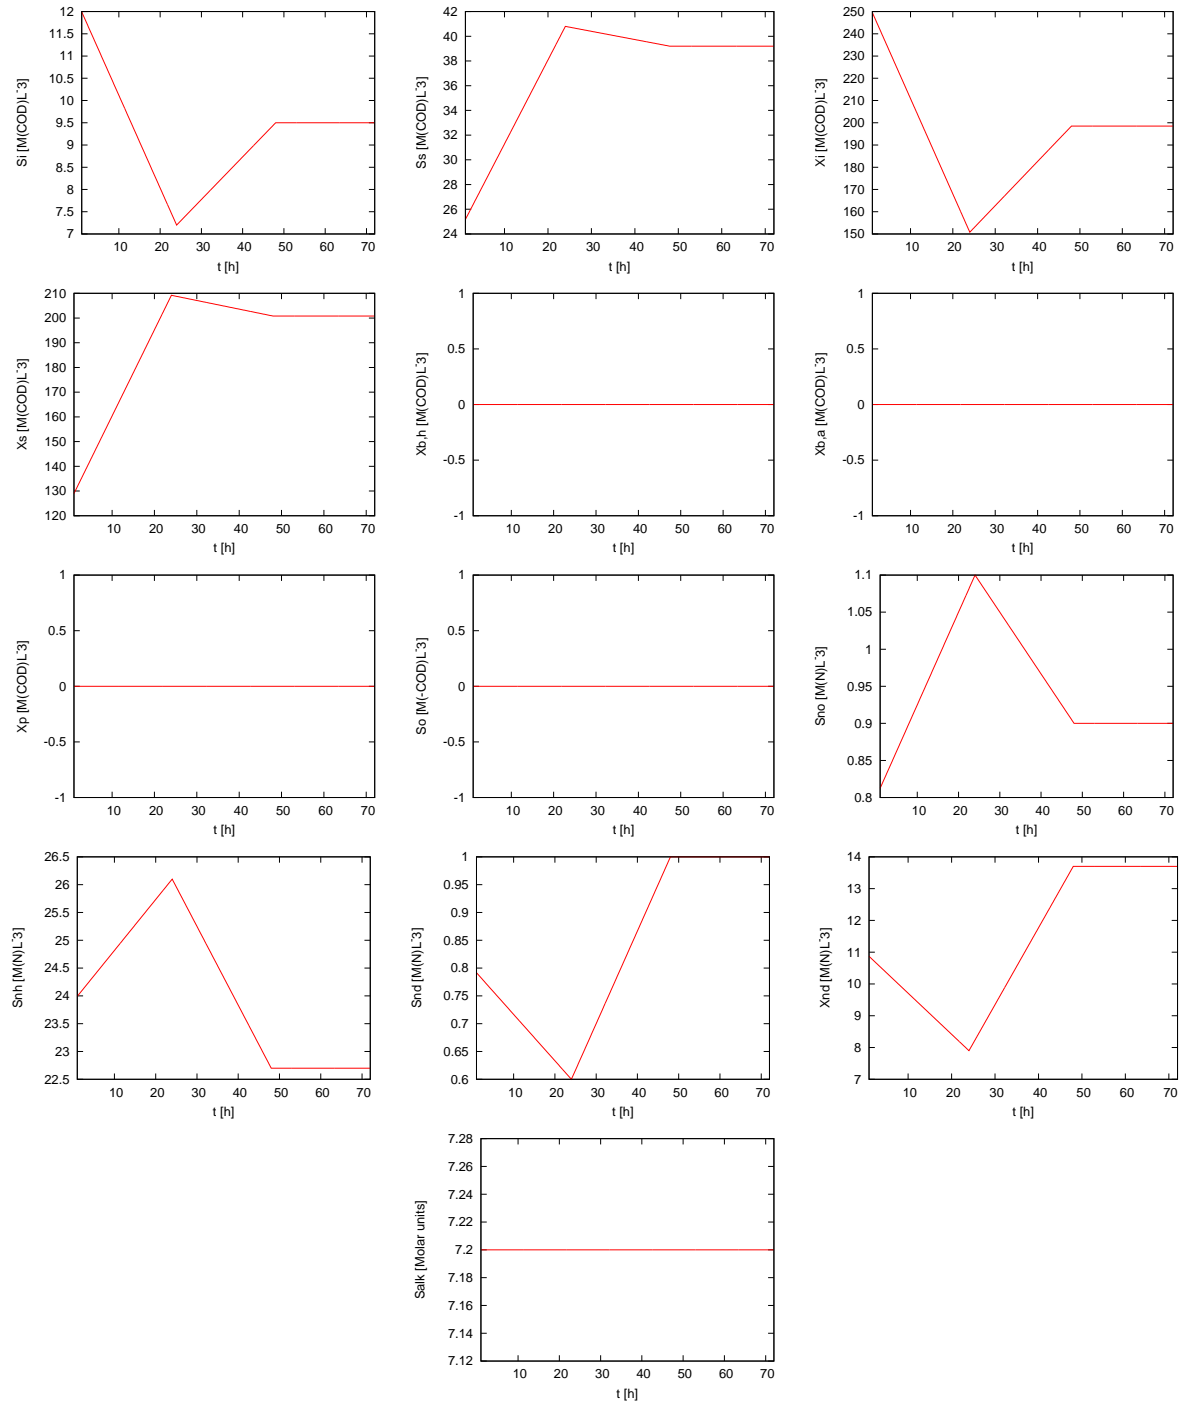 Si [M(COD)L^-3]
12
11.5
11
10.5
10
9.5
9
8.5
8
7.5
7
10 20 30 40 50 60 70
t [h]
Ss [M(COD)L^-3]
42
40
38
36
34
32
30
28
26
24
10 20 30 40 50 60 70
t [h]
Xi [M(COD)L^-3]
250
240
230
220
210
200
190
180
170
160
150
10 20 30 40 50 60 70
t [h]
Xs [M(COD)L^-3]
210
200
190
180
170
160
150
140
130
120
10 20 30 40 50 60 70
t [h]
Xb,h [M(COD)L^-3]
1
0.5
0
-0.5
-1
10 20 30 40 50 60 70
t [h]
Xb,a [M(COD)L^-3]
1
0.5
0
-0.5
-1
10 20 30 40 50 60 70
t [h]
Xp [M(COD)L^-3]
1
0.5
0
-0.5
-1
10 20 30 40 50 60 70
t [h]
So [M(-COD)L^-3]
1
0.5
0
-0.5
-1
10 20 30 40 50 60 70
t [h]
Sno [M(N)L^-3]
1.1
1.05
1
0.95
0.9
0.85
0.8
10 20 30 40 50 60 70
t [h]
Snh [M(N)L^-3]
26.5
26
25.5
25
24.5
24
23.5
23
22.5
10 20 30 40 50 60 70
t [h]
Snd [M(N)L^-3]
1
0.95
0.9
0.85
0.8
0.75
0.7
0.65
0.6
10 20 30 40 50 60 70
t [h]
Xnd [M(N)L^-3]
14
13
12
11
10
9
8
7
10 20 30 40 50 60 70
t [h]
Salk [Molar units]
7.28
7.26
7.24
7.22
7.2
7.18
7.16
7.14
7.12
10 20 30 40 50 60 70
t [h]